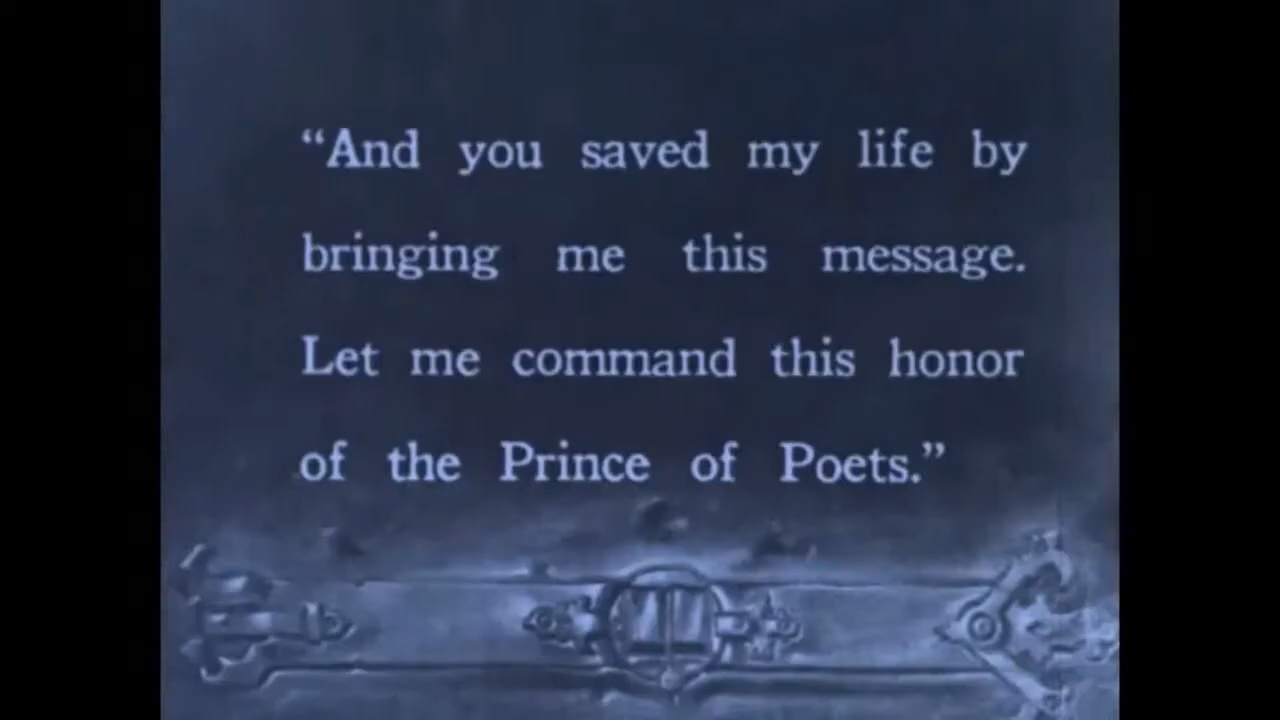 “And you saved my life by
bringing me this message.
Let me command this honor
of the Prince of Poets.”